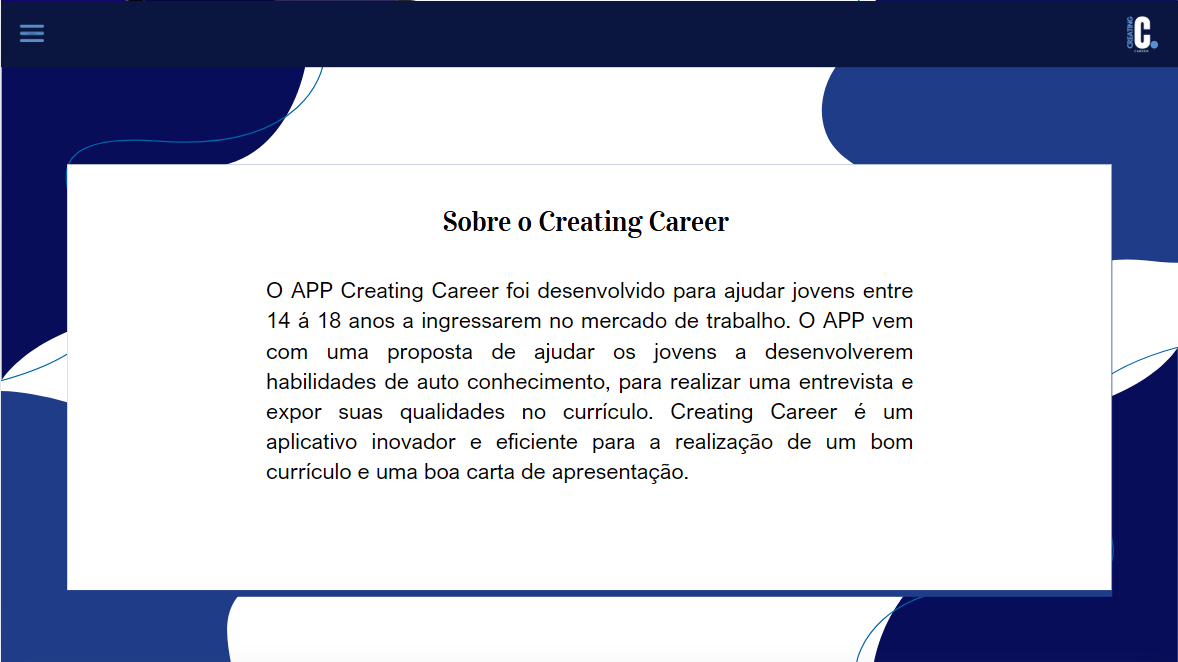 CREATING
C.
Sobre o Creating Career
O APP Creating Career foi desenvolvido para ajudar jovens entre
14 á 18 anos a ingressarem no mercado de trabalho. O APP vem
com uma proposta de ajudar os jovens a desenvolverem
habilidades de auto conhecimento, para realizar uma entrevista e
expor suas qualidades no currículo. Creating Career é um
aplicativo inovador e eficiente para a realização de um bom
currículo e uma boa carta de apresentação.